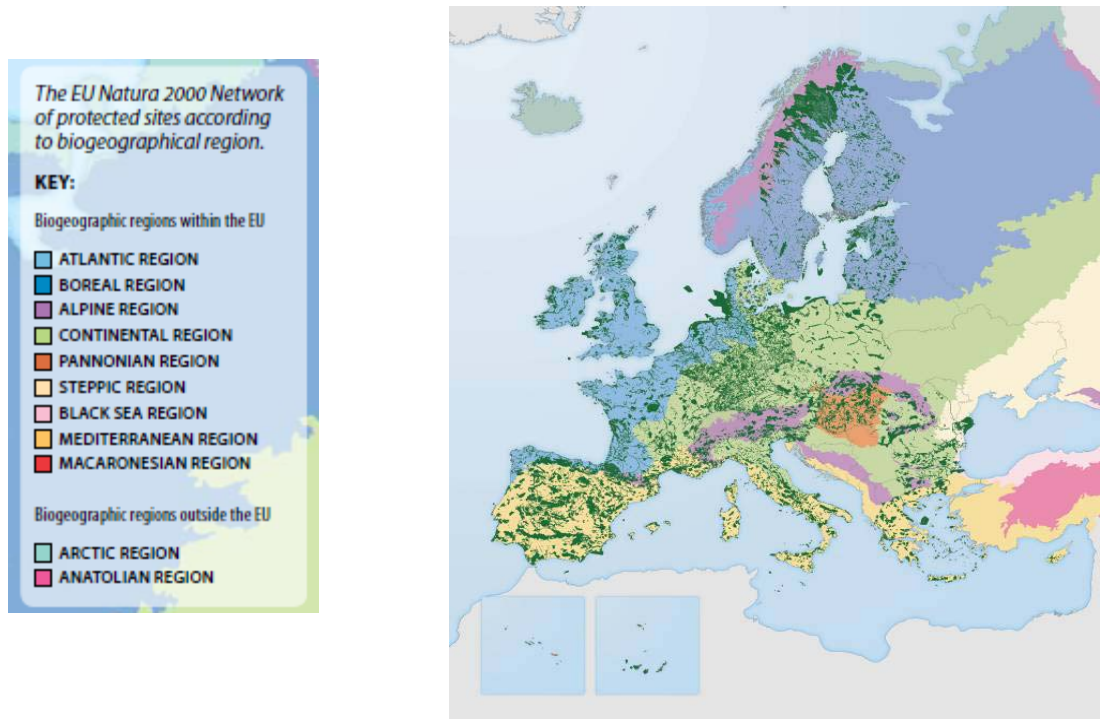 The EU Natura 2000 Network
of protected sites according
to biogeographical region.
KEY:
Biogeographic regions within the EU
ATLANTIC REGION
BOREAL REGION
ALPINE REGION
CONTINENTAL REGION
PANNONIAN REGION
STEPPIC REGION
BLACK SEA REGION
MEDITERRANEAN REGION
MACARONESIAN REGION
Biogeographic regions outside the EU
ARCTIC REGION
ANATOLIAN REGION